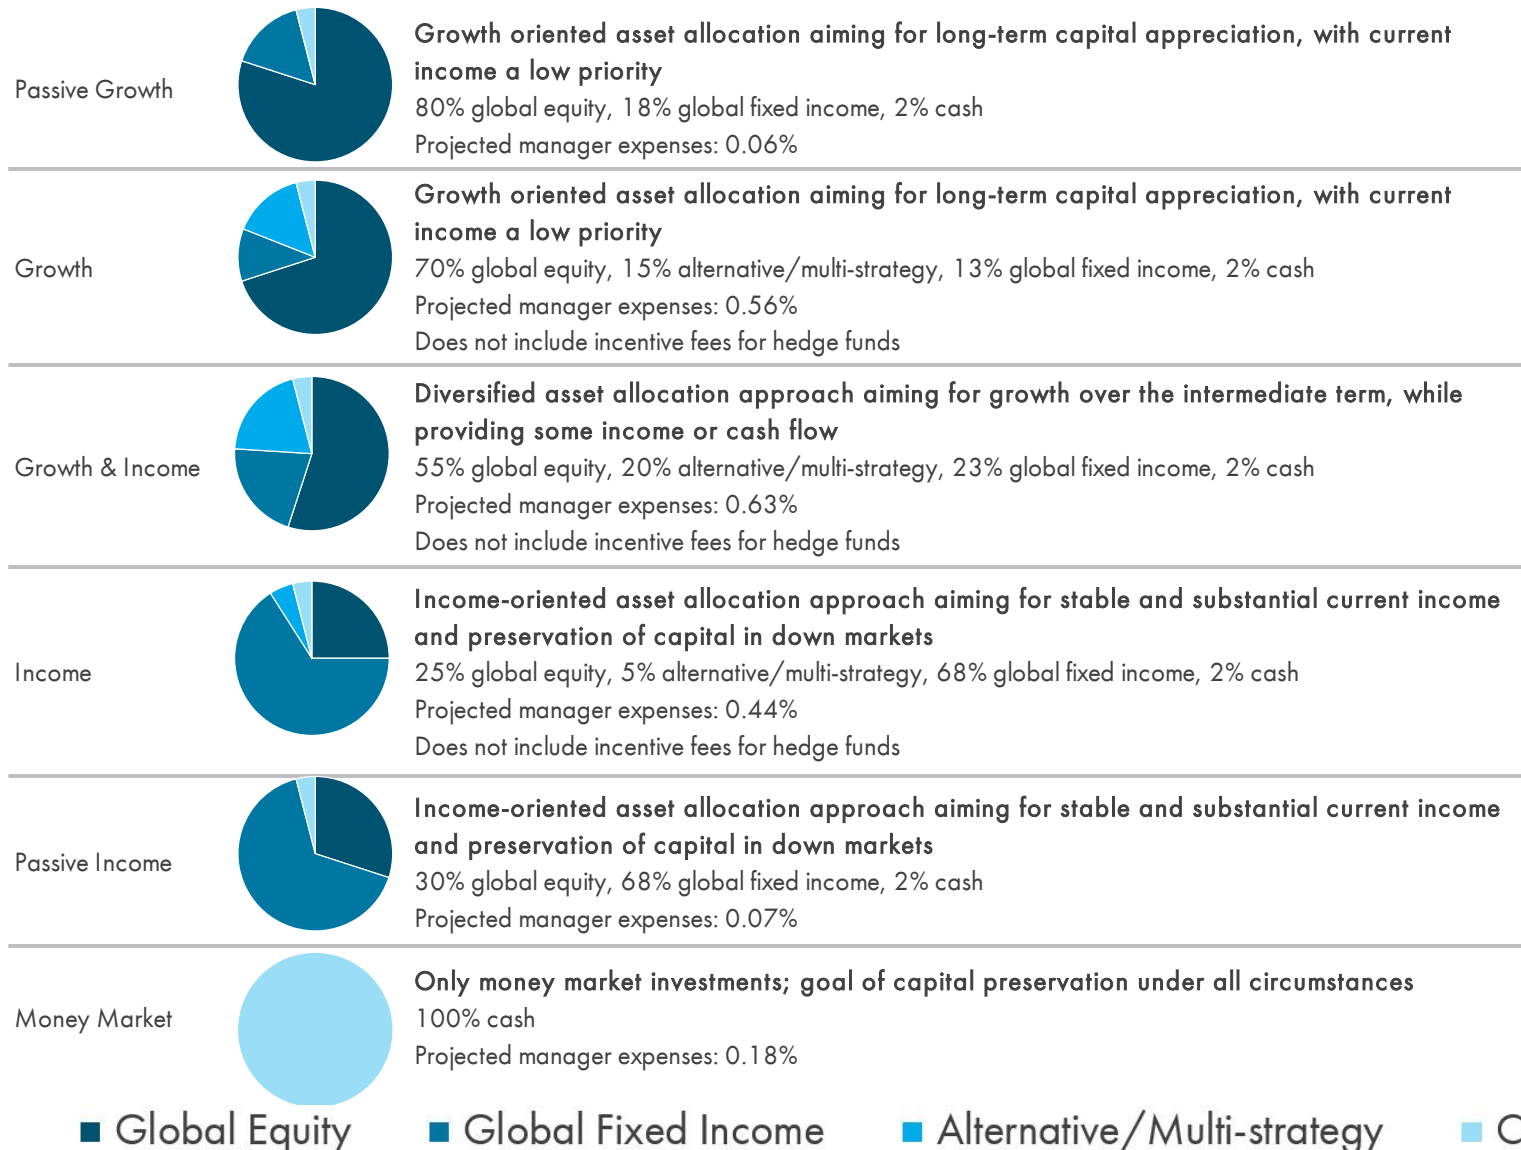 Growth oriented asset allocation aiming for long-term capital appreciation, with current
income a low priority
Passive Growth
80% global equity, 18% global fixed income, 2% cash
Projected manager expenses: 0.06%
Growth oriented asset allocation aiming for long-term capital appreciation, with current
income a low priority
Growth
70% global equity, 15% alternative/multi-strategy, 13% global fixed income, 2% cash
Projected manager expenses: 0.56%
Does not include incentive fees for hedge funds
Diversified asset allocation approach aiming for growth over the intermediate term, while
providing some income or cash flow
Growth & Income
55% global equity, 20% alternative/multi-strategy, 23% global fixed income, 2% cash
Projected manager expenses: 0.63%
Does not include incentive fees for hedge funds
Income-oriented asset allocation approach aiming for stable and substantial current income
and preservation of capital in down markets
Income
25% global equity, 5% alternative/multi-strategy, 68% global fixed income, 2% cash
Projected manager expenses: 0.44%
Does not include incentive fees for hedge funds
Income-oriented asset allocation approach aiming for stable and substantial current income
and preservation of capital in down markets
Passive Income
30% global equity, 68% global fixed income, 2% cash
Projected manager expenses: 0.07%
Only money market investments; goal of capital preservation under all circumstances
Money Market
100% cash
Projected manager expenses: 0.18%
Global Equity Global Fixed Income Alternative/Multi-strategy